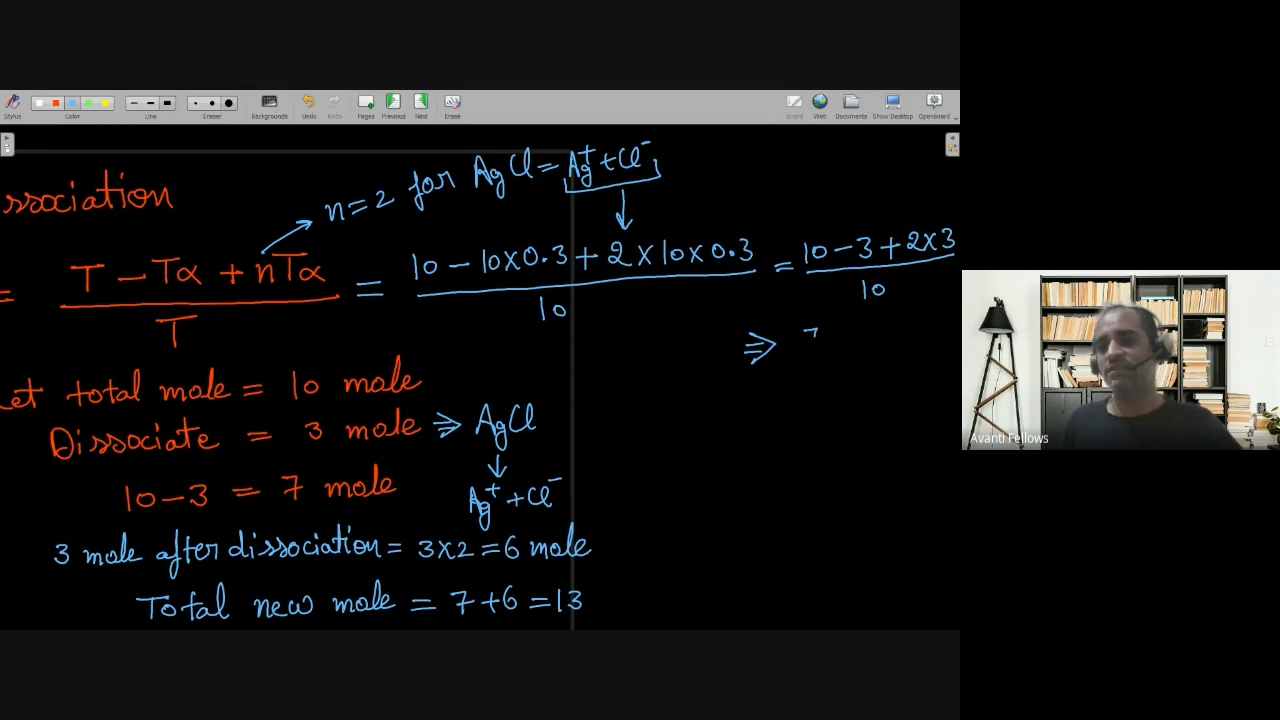 Stylus Color Line Eraser Backgrounds Undo Redo Pages Previous Next Erase Board Web Documents Show Desktop OpenBoard
n=2 for AgCl = Ag⁺ + Cl⁻
ssociation
= T - Tα + nTα / T = 10 - 10×0.3 + 2×10×0.3 / 10 = 10 - 3 + 2×3 / 10
⇒ 7
Let total mole = 10 mole
Dissociate = 3 mole ⇒ AgCl
10 - 3 = 7 mole
Ag⁺ + Cl⁻
3 mole after dissociation = 3×2 = 6 mole
Total new mole = 7+6 = 13
Avanti Fellows